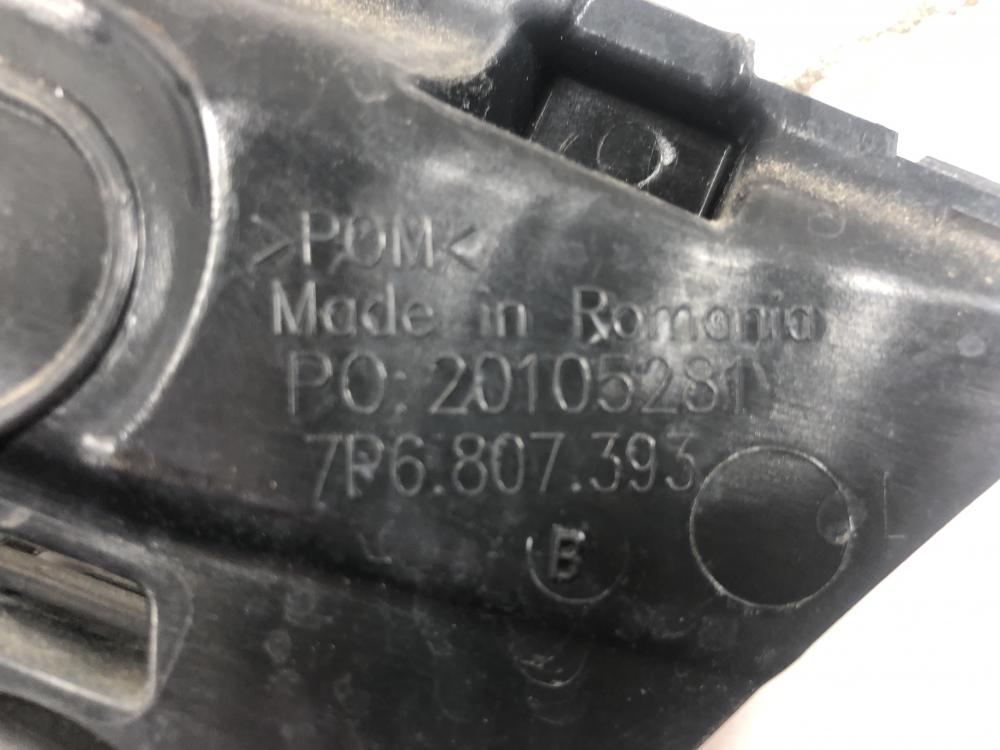 >POM<
Made in Romania
PO: 20105281
7P6.807.393
B
L